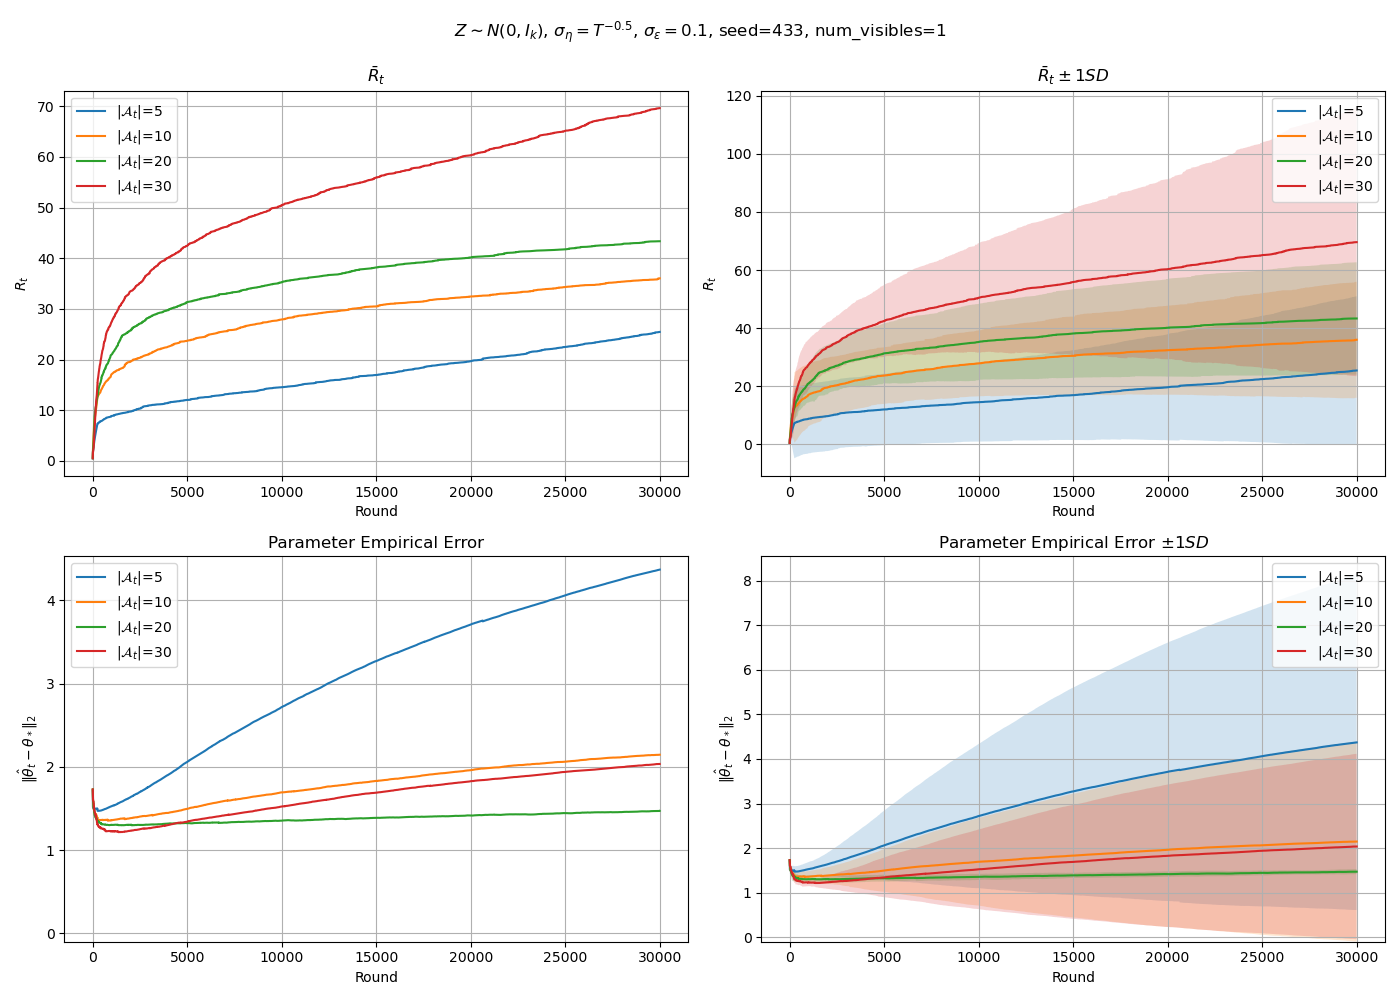 Z ∼ N(0, I_k), σ_η = T^{−0.5}, σ_ε = 0.1, seed=433, num_visibles=1
R̄_t
R_t
70
60
50
40
30
20
10
0
|𝒜_t|=5
|𝒜_t|=10
|𝒜_t|=20
|𝒜_t|=30
0 5000 10000 15000 20000 25000 30000
Round
R̄_t ± 1SD
R_t
120
100
80
60
40
20
0
|𝒜_t|=5
|𝒜_t|=10
|𝒜_t|=20
|𝒜_t|=30
0 5000 10000 15000 20000 25000 30000
Round
Parameter Empirical Error
‖θ̂_t − θ_*‖_2
4
3
2
1
0
|𝒜_t|=5
|𝒜_t|=10
|𝒜_t|=20
|𝒜_t|=30
0 5000 10000 15000 20000 25000 30000
Round
Parameter Empirical Error ±1SD
‖θ̂_t − θ_*‖_2
8
7
6
5
4
3
2
1
0
|𝒜_t|=5
|𝒜_t|=10
|𝒜_t|=20
|𝒜_t|=30
0 5000 10000 15000 20000 25000 30000
Round